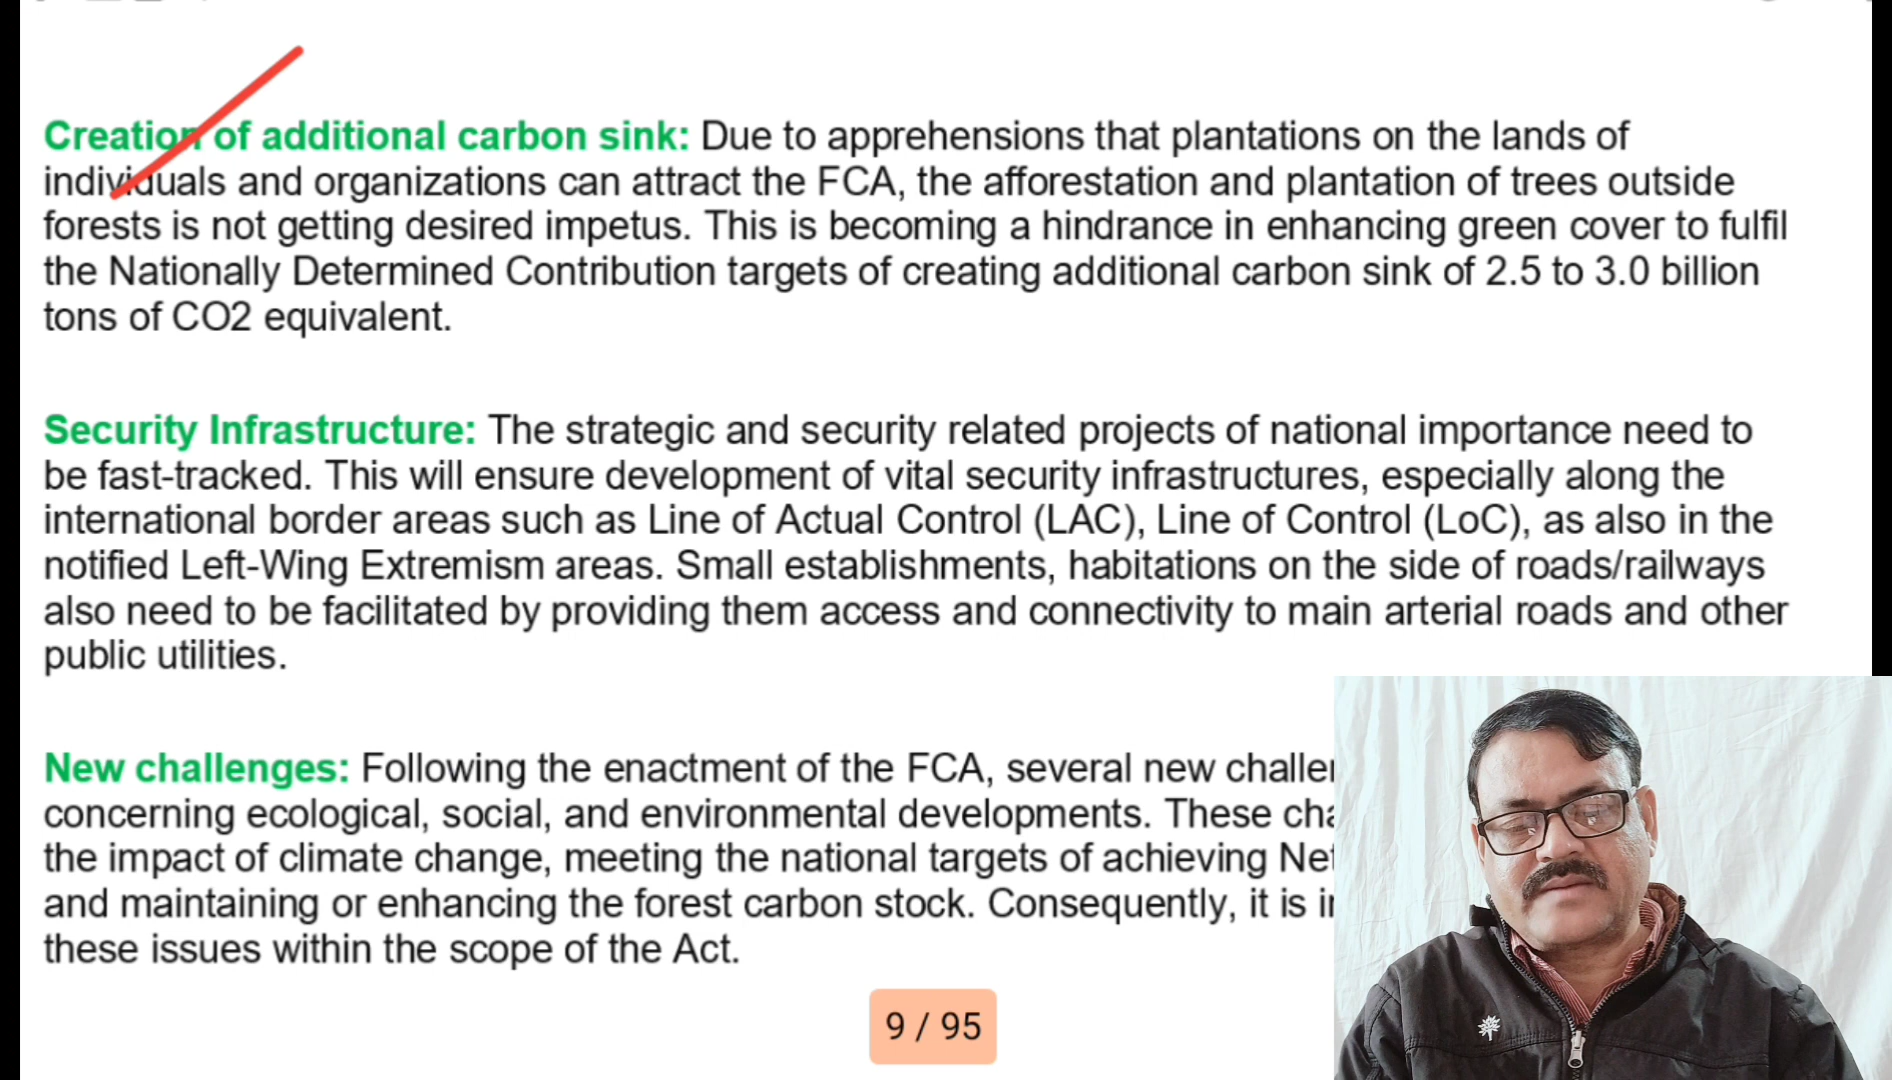 Creation of additional carbon sink: Due to apprehensions that plantations on the lands of
individuals and organizations can attract the FCA, the afforestation and plantation of trees outside
forests is not getting desired impetus. This is becoming a hindrance in enhancing green cover to fulfil
the Nationally Determined Contribution targets of creating additional carbon sink of 2.5 to 3.0 billion
tons of CO2 equivalent.
Security Infrastructure: The strategic and security related projects of national importance need to
be fast-tracked. This will ensure development of vital security infrastructures, especially along the
international border areas such as Line of Actual Control (LAC), Line of Control (LoC), as also in the
notified Left-Wing Extremism areas. Small establishments, habitations on the side of roads/railways
also need to be facilitated by providing them access and connectivity to main arterial roads and other
public utilities.
New challenges: Following the enactment of the FCA, several new
concerning ecological, social, and environmental developments. These
the impact of climate change, meeting the national targets of achieving
and maintaining or enhancing the forest carbon stock. Consequently, it is
these issues within the scope of the Act.
9 / 95